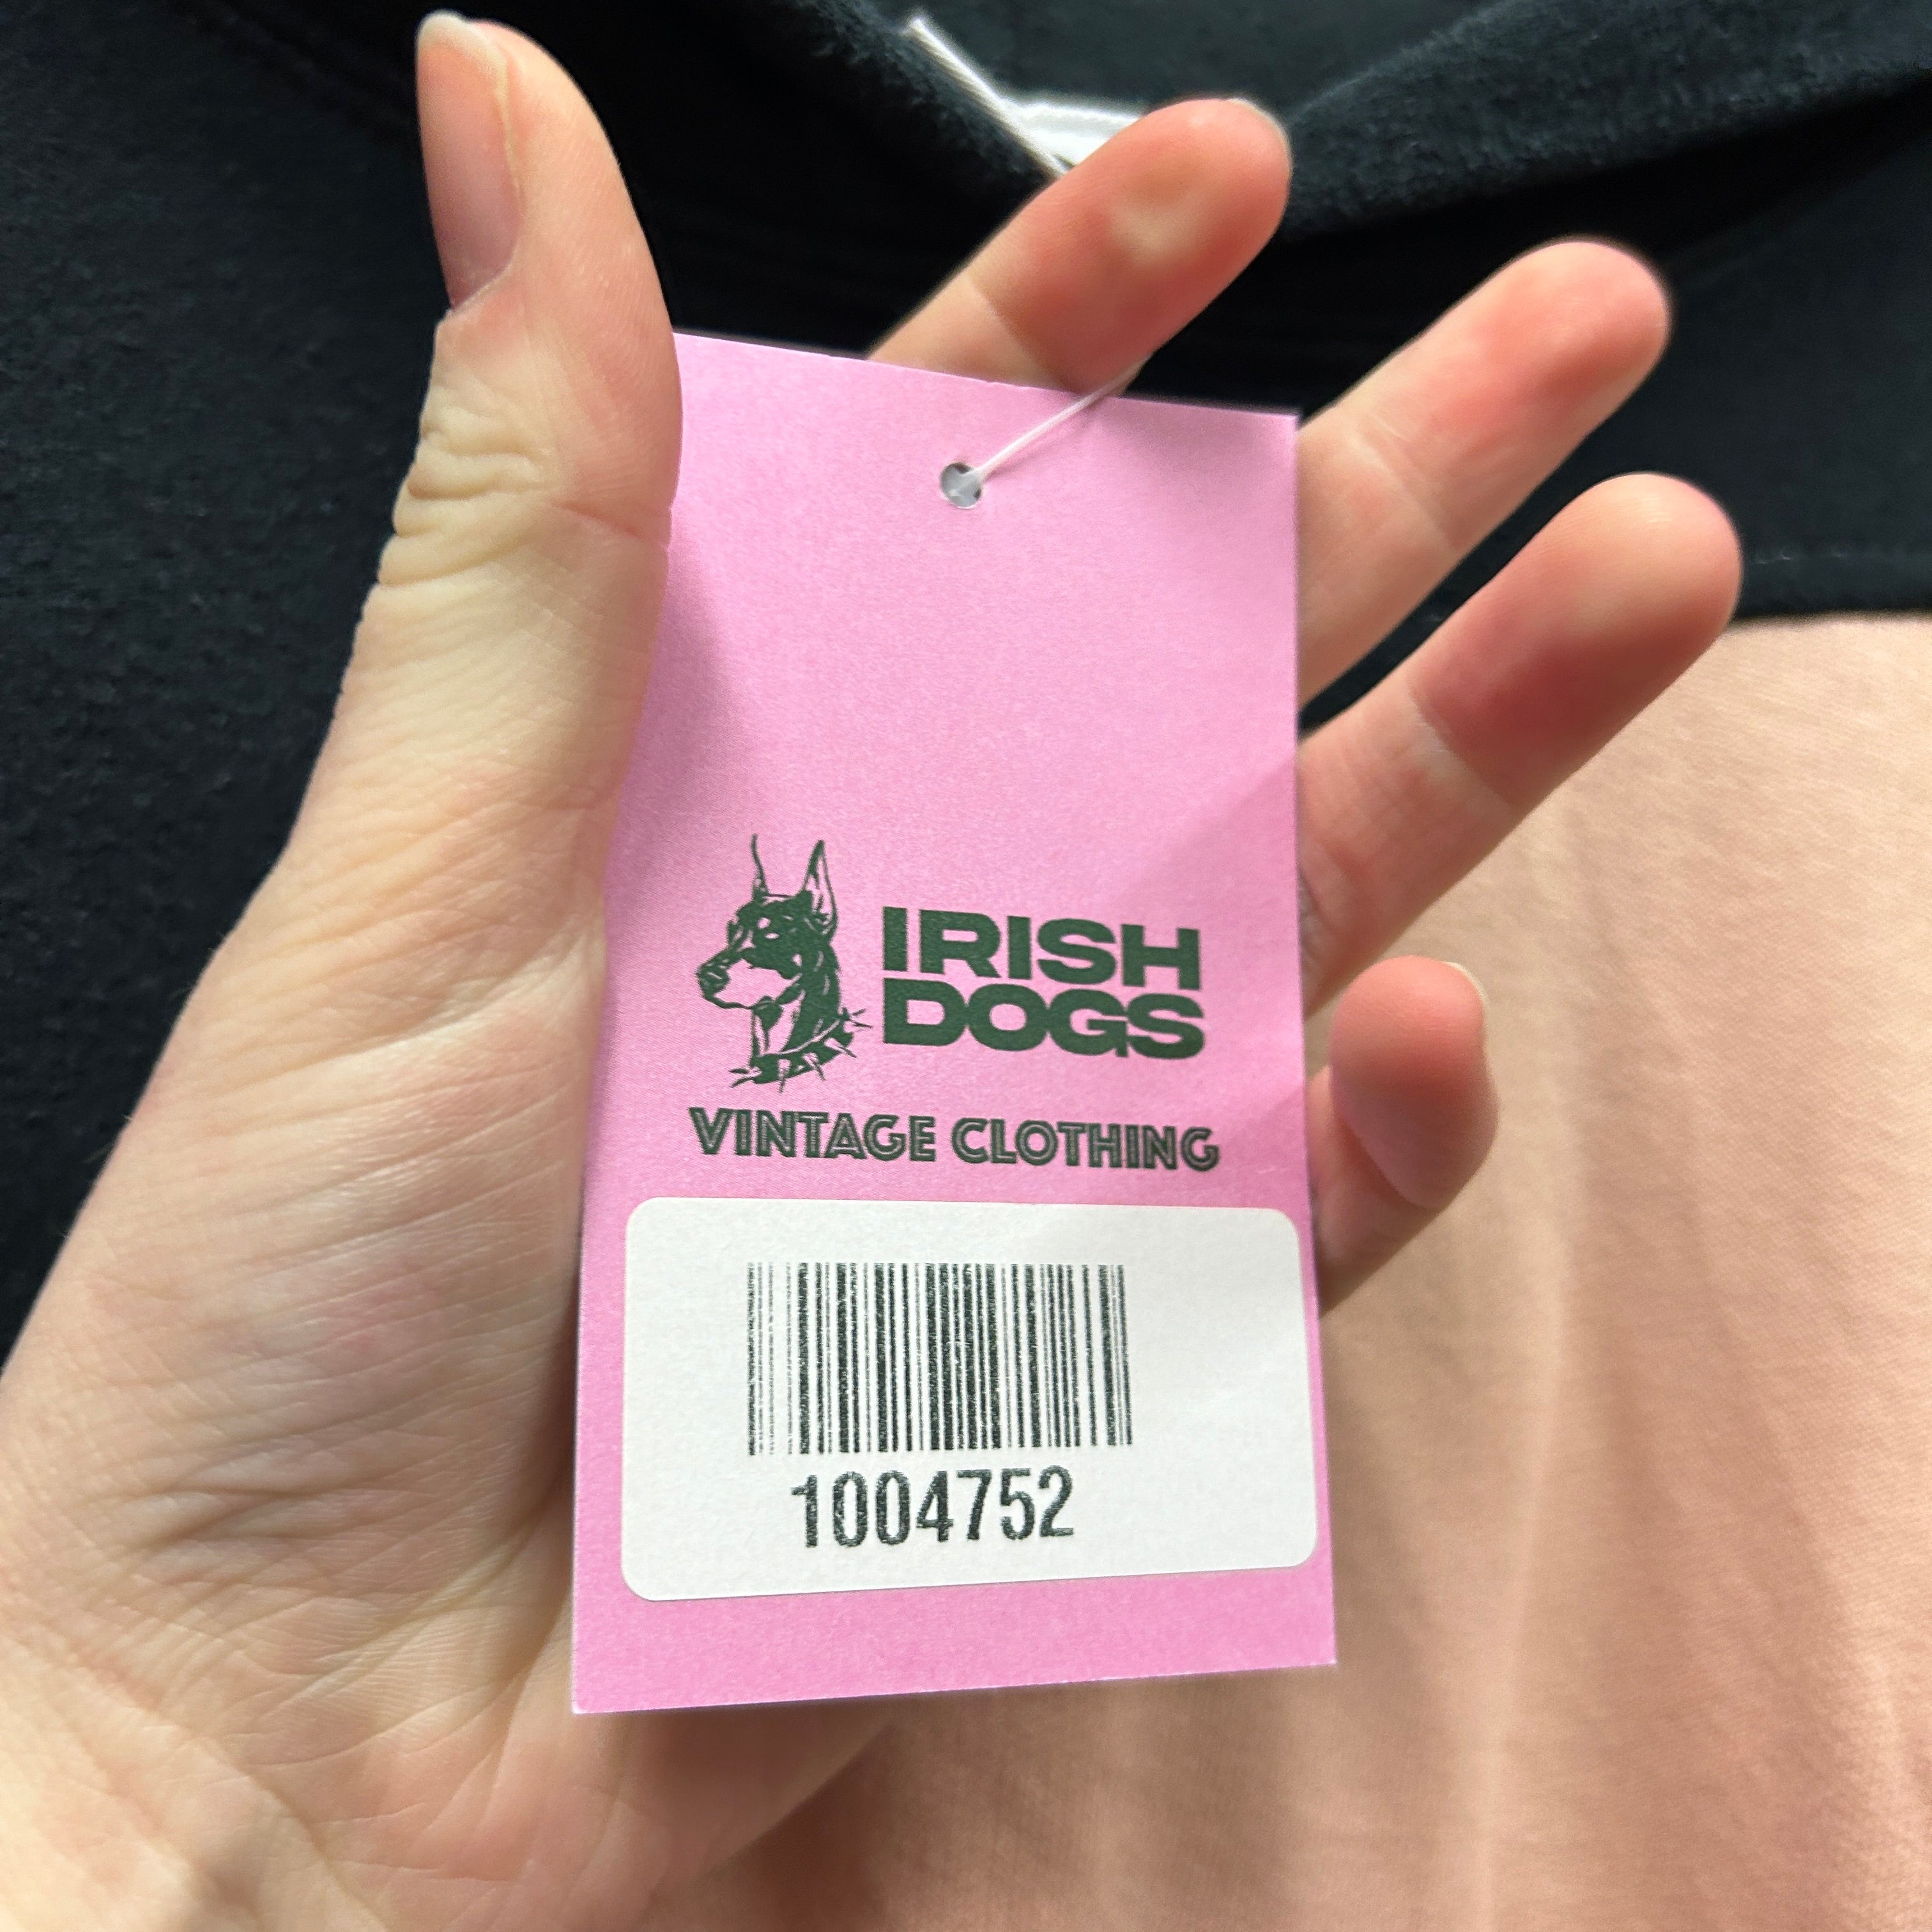 IRISH
DOGS
VINTAGE CLOTHING
1004752